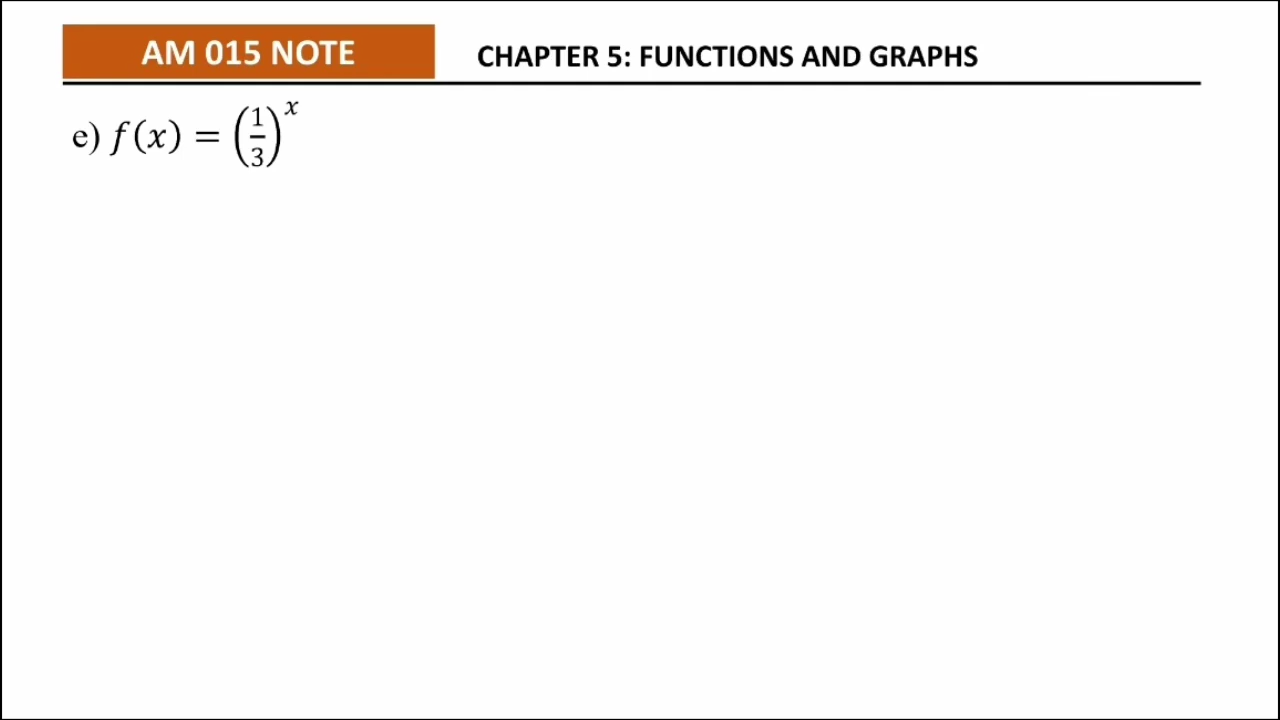 AM 015 NOTE
CHAPTER 5: FUNCTIONS AND GRAPHS
e) f(x) = (1/3)^x